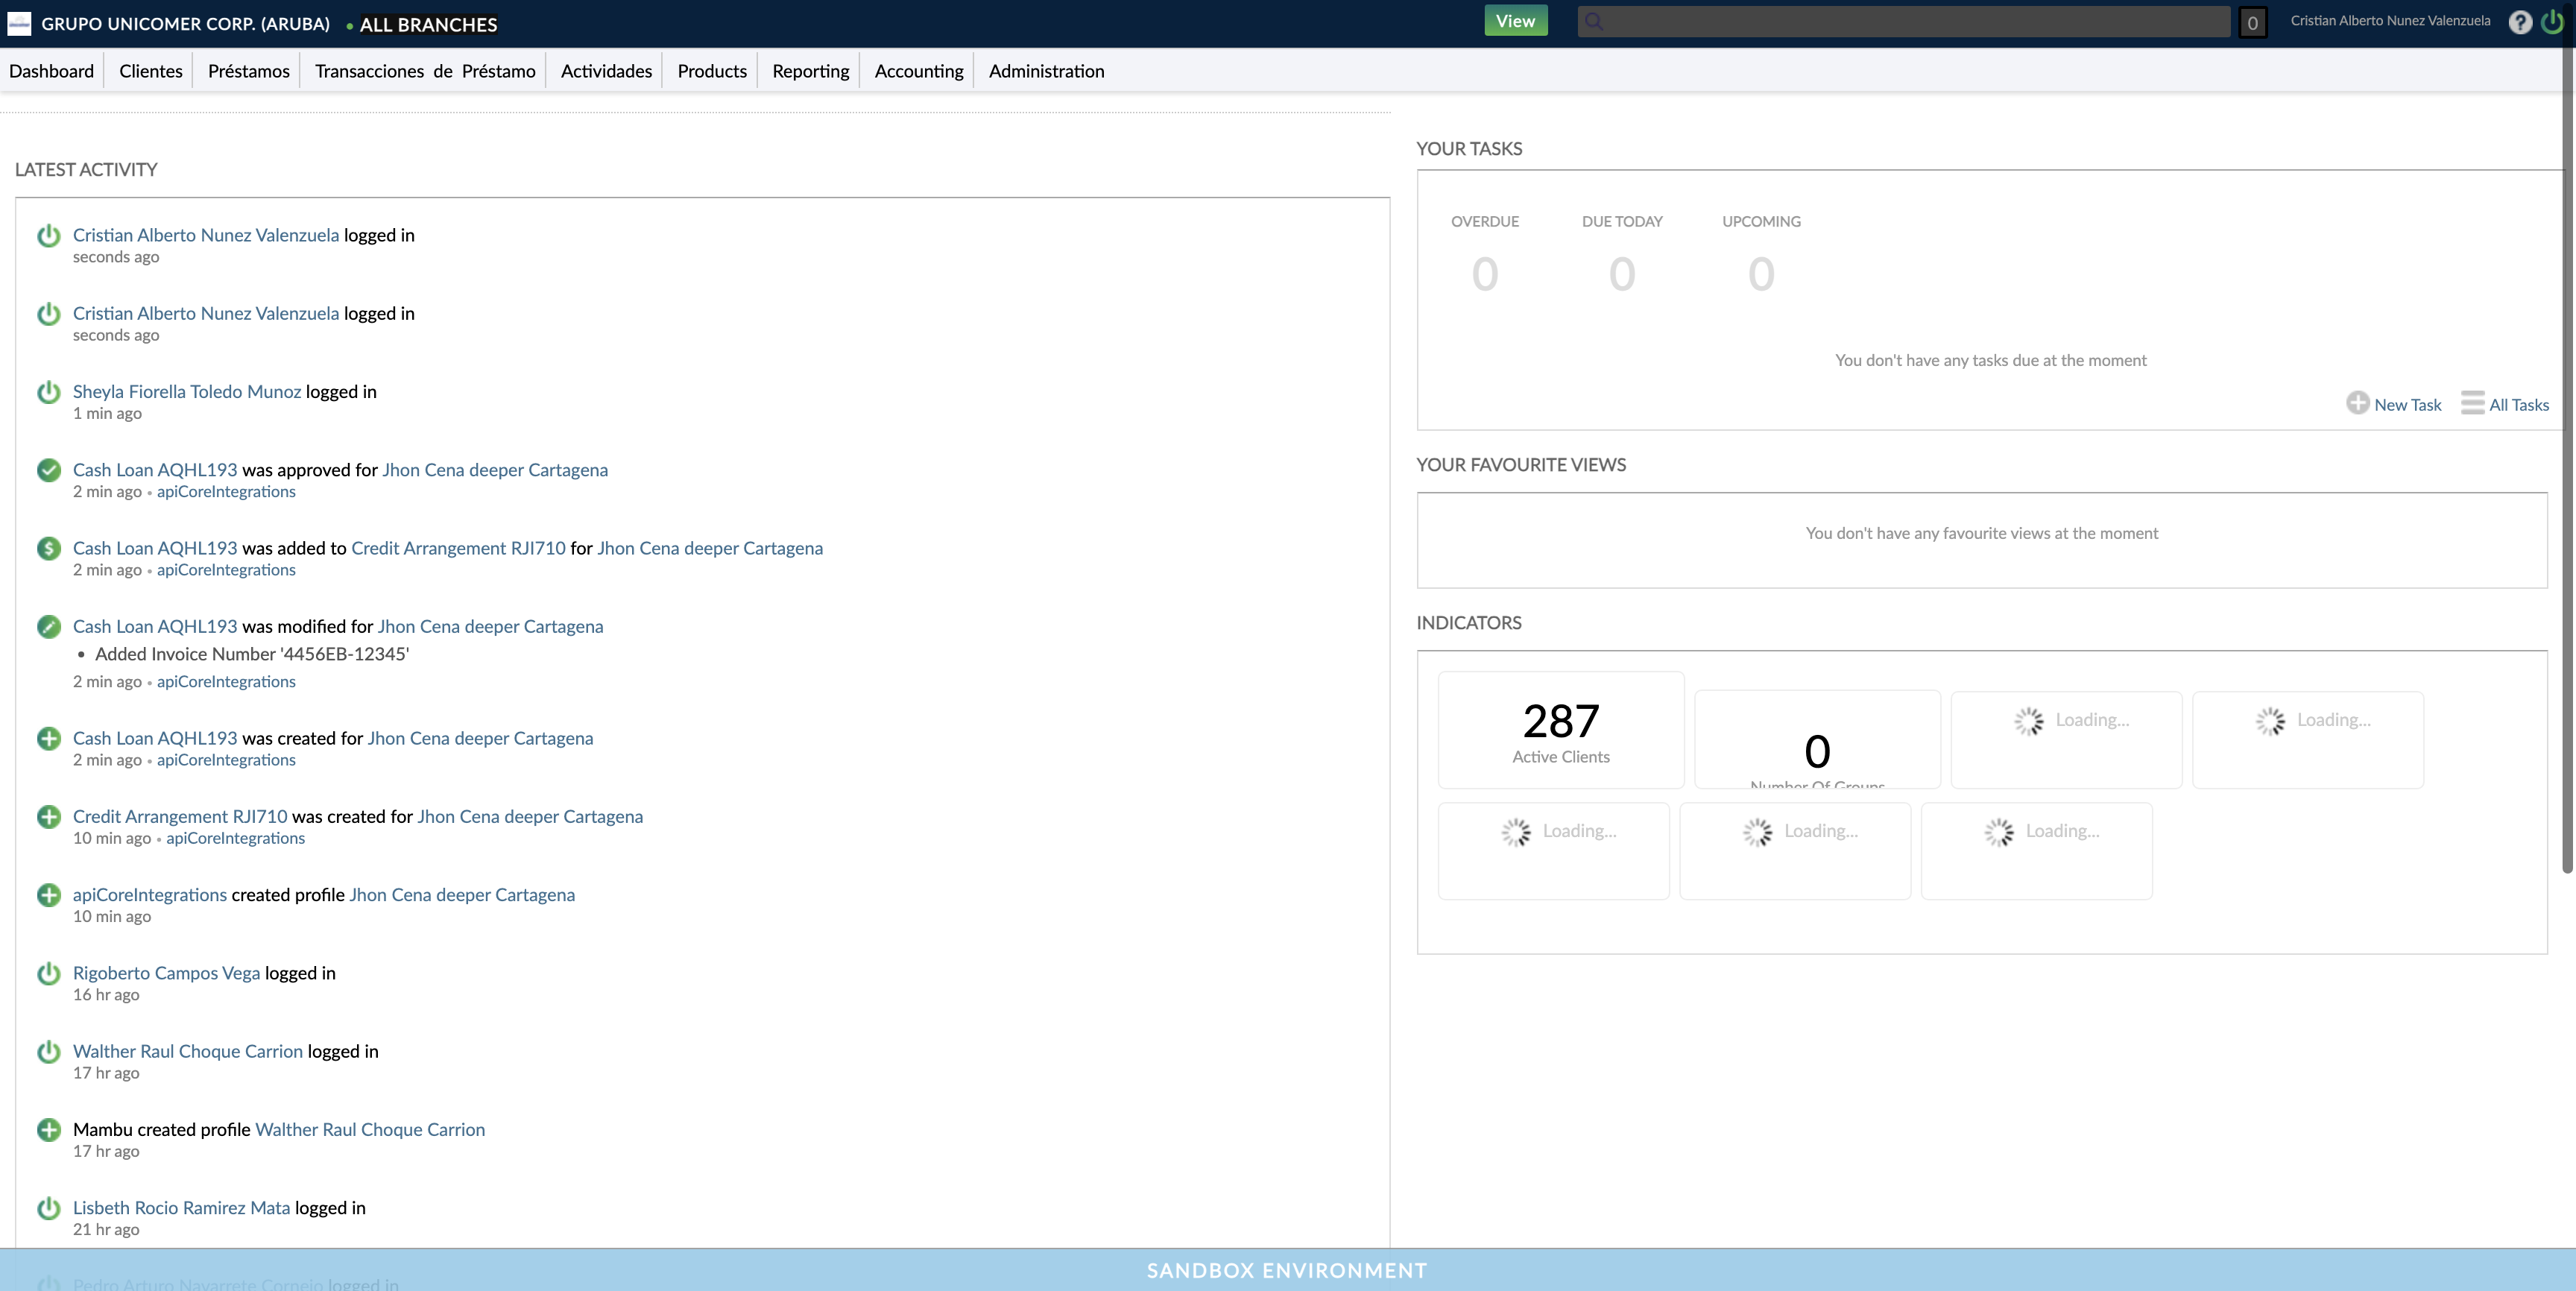 GRUPO UNICOMER CORP. (ARUBA) • ALL BRANCHES
View
0
Cristian Alberto Nunez Valenzuela
?
Dashboard
Clientes
Préstamos
Transacciones de Préstamo
Actividades
Products
Reporting
Accounting
Administration
LATEST ACTIVITY
Cristian Alberto Nunez Valenzuela logged in
seconds ago
Cristian Alberto Nunez Valenzuela logged in
seconds ago
Sheyla Fiorella Toledo Munoz logged in
1 min ago
Cash Loan AQHL193 was approved for Jhon Cena deeper Cartagena
2 min ago • apiCoreIntegrations
Cash Loan AQHL193 was added to Credit Arrangement RJI710 for Jhon Cena deeper Cartagena
2 min ago • apiCoreIntegrations
Cash Loan AQHL193 was modified for Jhon Cena deeper Cartagena
• Added Invoice Number '4456EB-12345'
2 min ago • apiCoreIntegrations
Cash Loan AQHL193 was created for Jhon Cena deeper Cartagena
2 min ago • apiCoreIntegrations
Credit Arrangement RJI710 was created for Jhon Cena deeper Cartagena
10 min ago • apiCoreIntegrations
apiCoreIntegrations created profile Jhon Cena deeper Cartagena
10 min ago
Rigoberto Campos Vega logged in
16 hr ago
Walther Raul Choque Carrion logged in
17 hr ago
Mambu created profile Walther Raul Choque Carrion
17 hr ago
Lisbeth Rocio Ramirez Mata logged in
21 hr ago
Pedro Arturo Navarrete Cornejo logged in
YOUR TASKS
OVERDUE
DUE TODAY
UPCOMING
0
0
0
You don't have any tasks due at the moment
New Task
All Tasks
YOUR FAVOURITE VIEWS
You don't have any favourite views at the moment
INDICATORS
287
Active Clients
0
Number Of Groups
Loading...
Loading...
Loading...
Loading...
Loading...
SANDBOX ENVIRONMENT